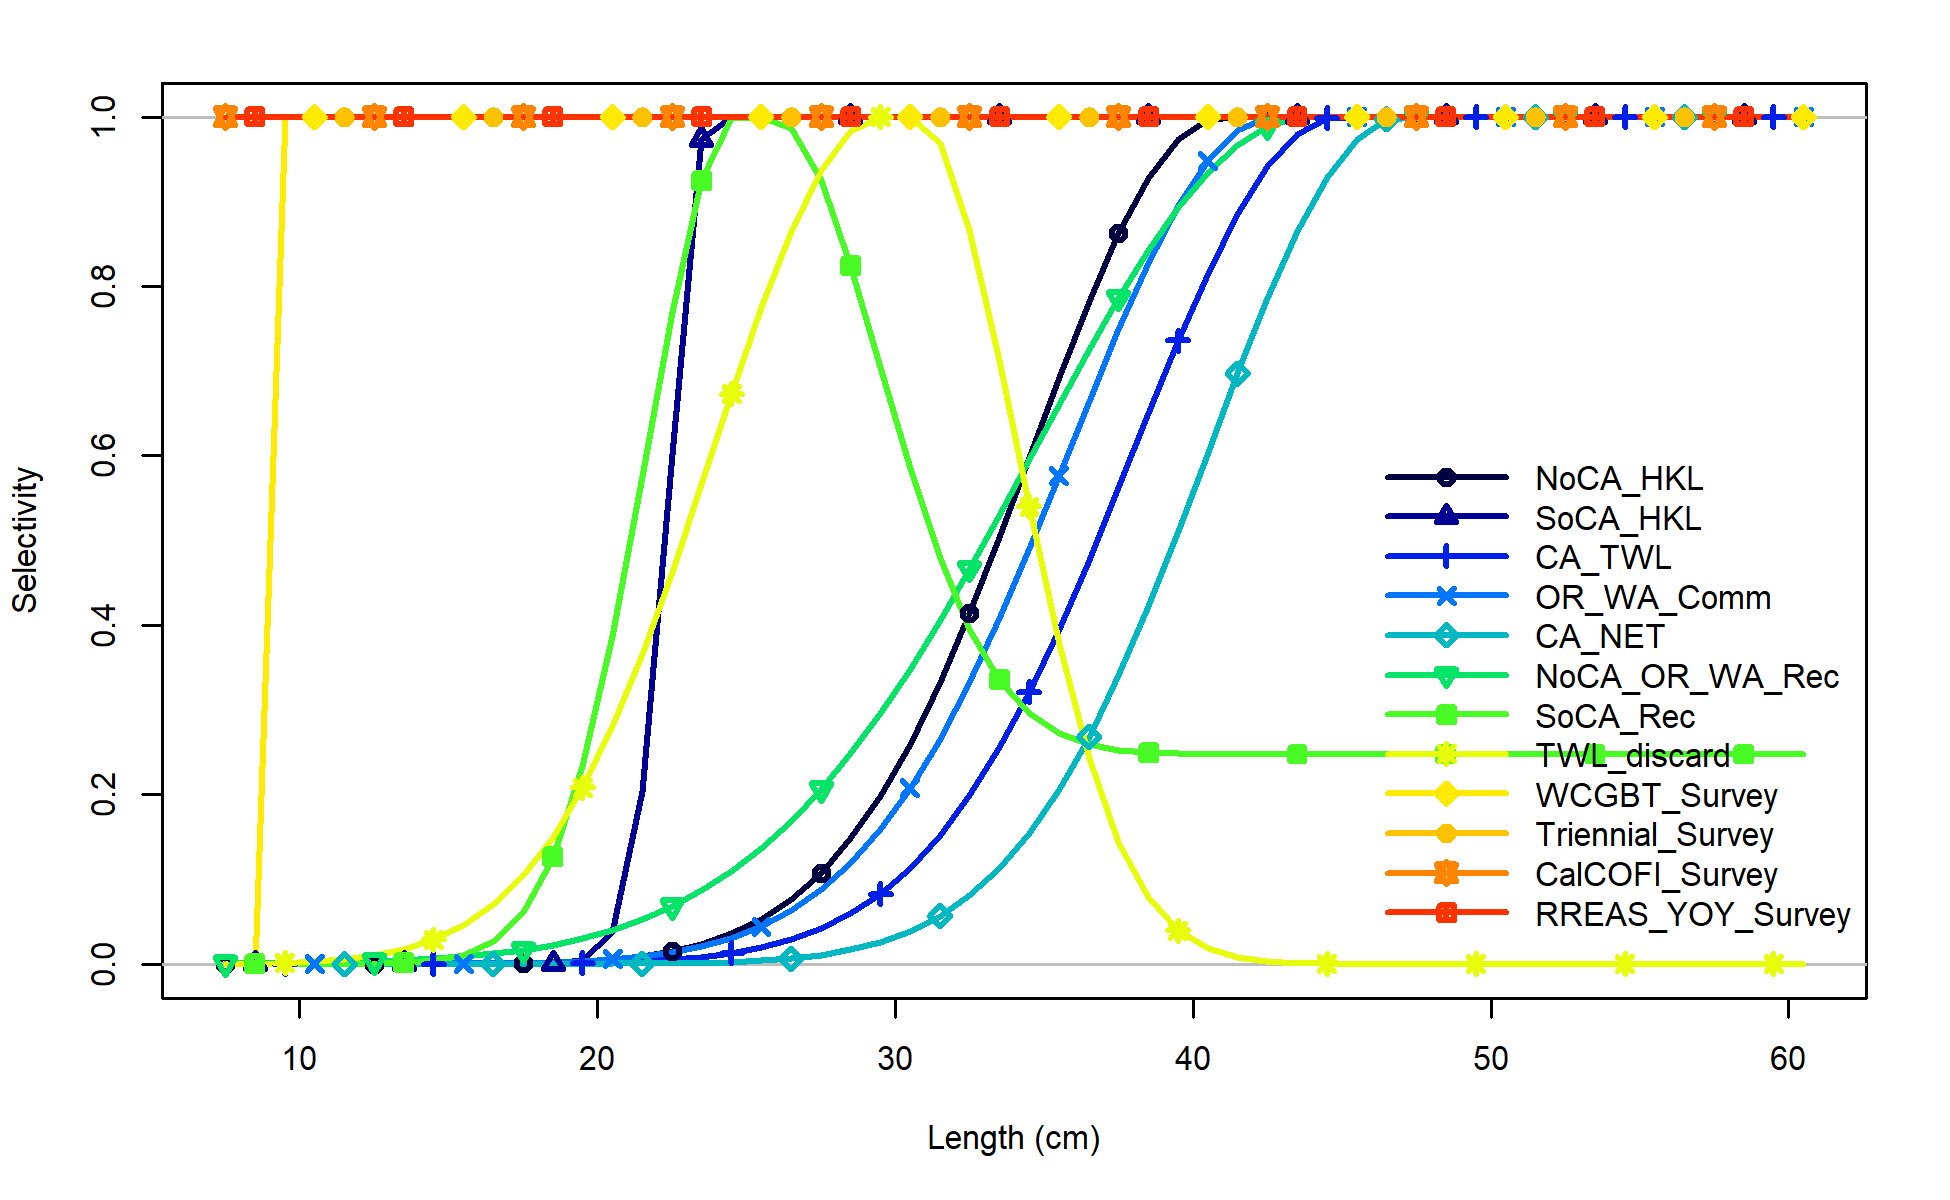 1.0
0.8
0.6
0.4
0.2
0.0
Selectivity
NoCA_HKL
SoCA_HKL
CA_TWL
OR_WA_Comm
CA_NET
NoCA_OR_WA_Rec
SoCA_Rec
TWL_discard
WCGBT_Survey
Triennial_Survey
CalCOFI_Survey
RREAS_YOY_Survey
10 20 30 40 50 60
Length (cm)